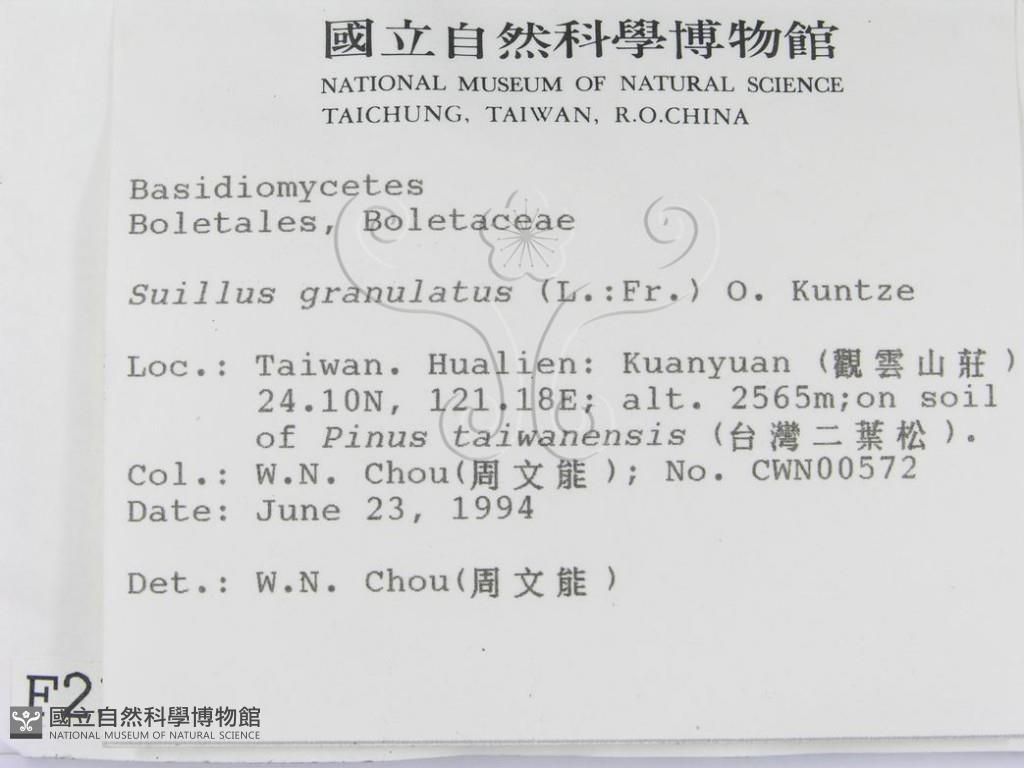 國立自然科學博物館
NATIONAL MUSEUM OF NATURAL SCIENCE
TAICHUNG, TAIWAN, R.O.CHINA
Basidiomycetes
Boletales, Boletaceae
Suillus granulatus (L.:Fr.) O. Kuntze
Loc.: Taiwan. Hualien: Kuanyuan (觀雲山莊)
24.10N, 121.18E; alt. 2565m;on soil
of Pinus taiwanensis (台灣二葉松).
Col.: W.N. Chou(周文能); No. CWN00572
Date: June 23, 1994
Det.: W.N. Chou(周文能)
國立自然科學博物館
NATIONAL MUSEUM OF NATURAL SCIENCE